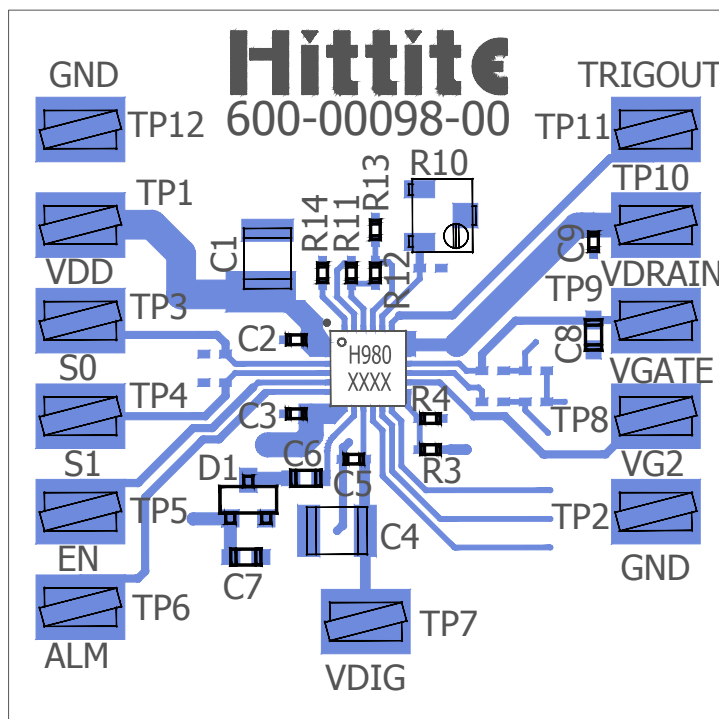 Hittite
600-00098-00
GND
TP12
TRIGOUT
TP11
TP1
VDD
C1
R14
R11
R13
R12
R10
TP10
C9
VDRAIN
TP3
S0
C2
H980
XXXX
TP9
C8
VGATE
TP4
S1
C3
R4
R3
TP8
VG2
D1
C6
C5
TP5
EN
C7
C4
TP2
GND
TP6
ALM
TP7
VDIG